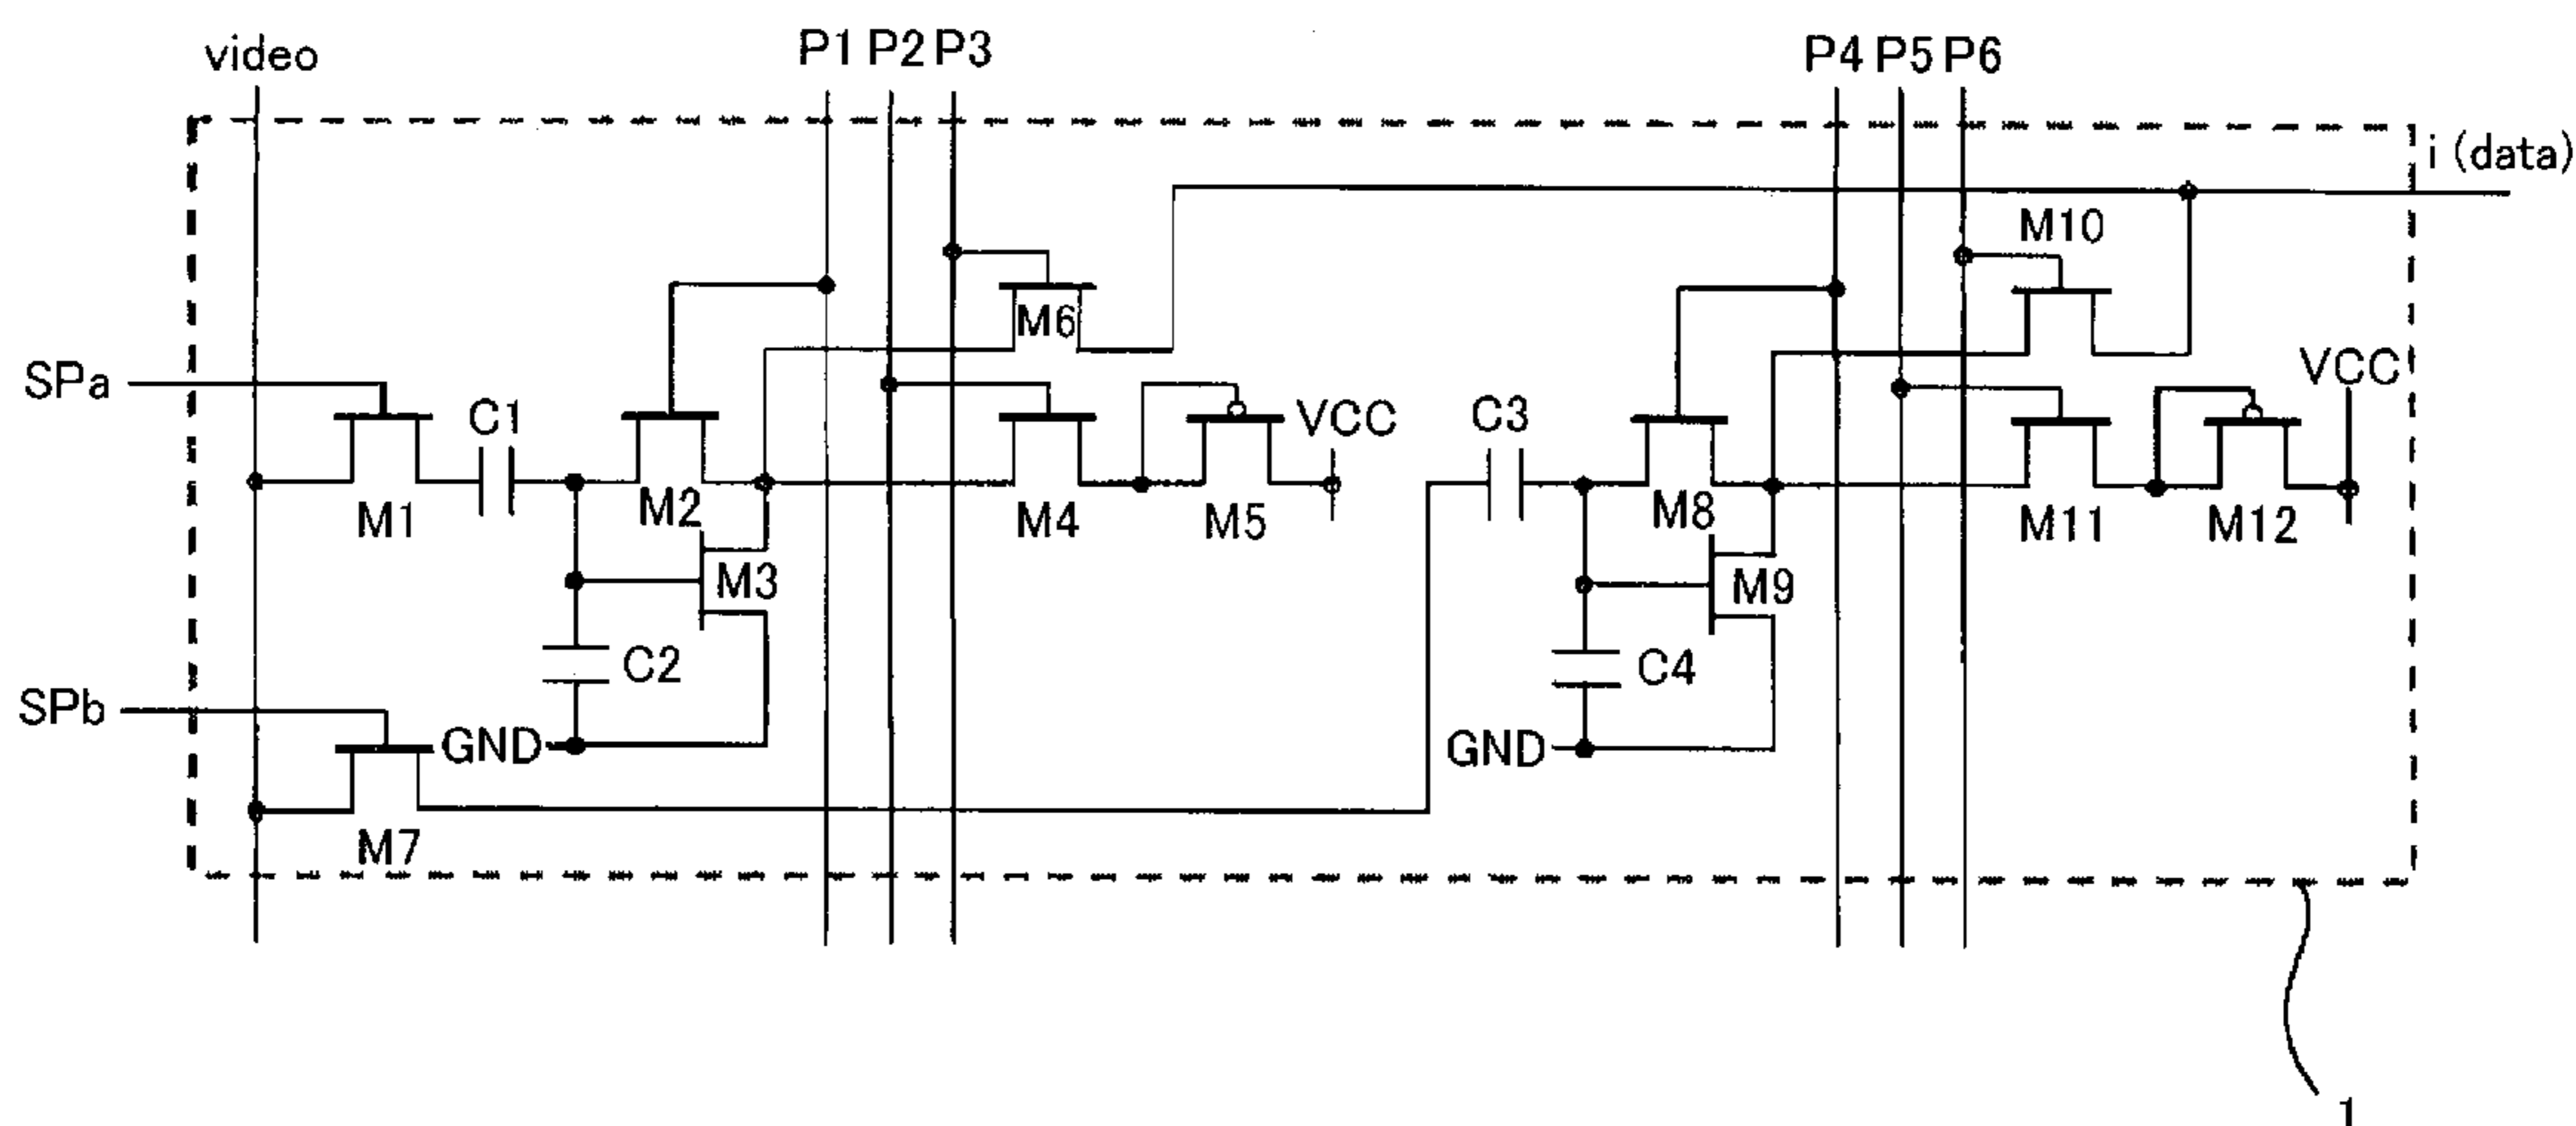 video
P1 P2 P3
P4 P5 P6
i (data)
M10
M6
SPa
C1
VCC
C3
VCC
M1
M2
M4
M5
M8
M11
M12
M3
M9
C2
C4
SPb
GND
GND
M7
1